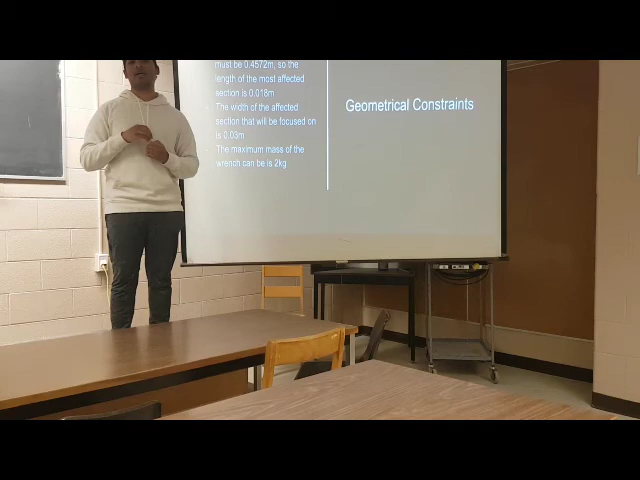 must be 0.4572m, so the
length of the most affected
section is 0.018m
- The width of the affected
section that will be focused on
is 0.03m
- The maximum mass of the
wrench can be is 2kg
Geometrical Constraints